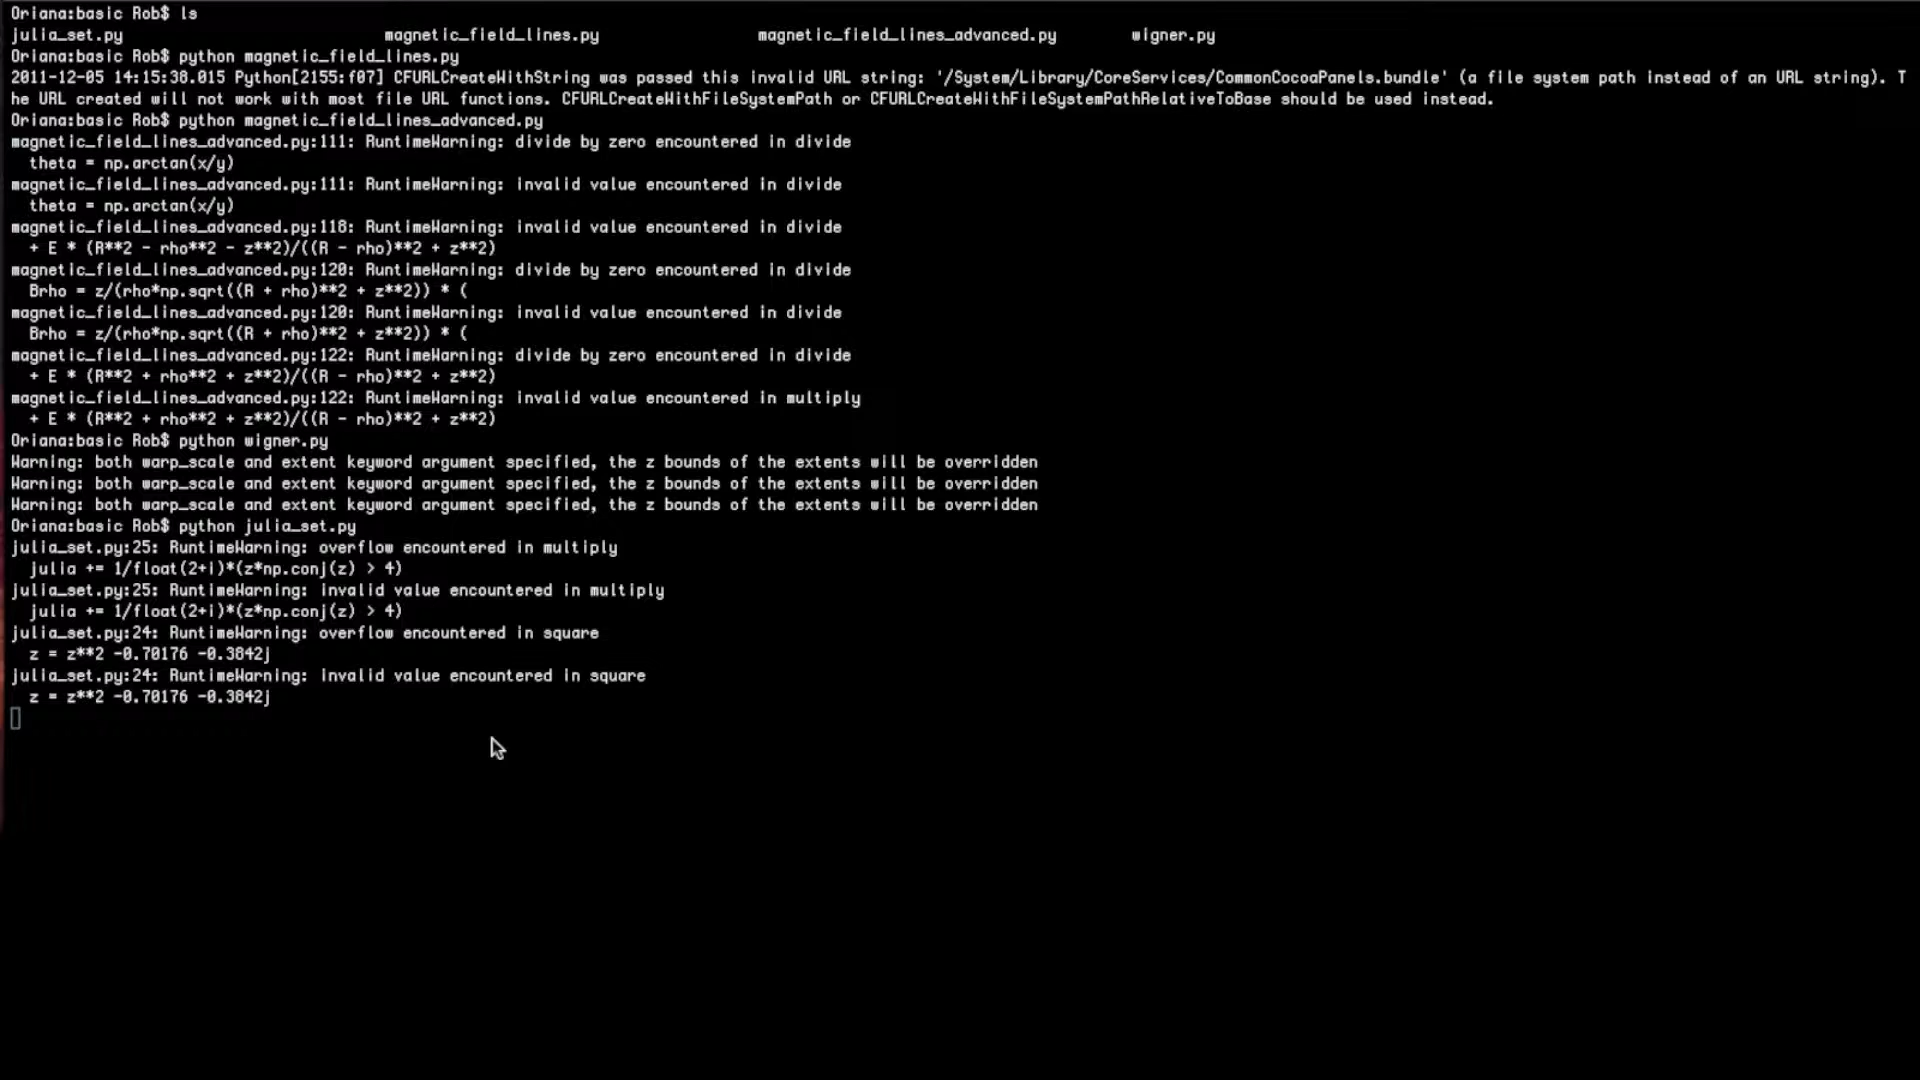 Oriana:basic Rob$ ls
julia_set.py magnetic_field_lines.py magnetic_field_lines_advanced.py wigner.py
Oriana:basic Rob$ python magnetic_field_lines.py
2011-12-05 14:15:38.015 Python[2155:f07] CFURLCreateWithString was passed this invalid URL string: '/System/Library/CoreServices/CommonCocoaPanels.bundle' (a file system path instead of an URL string). T
he URL created will not work with most file URL functions. CFURLCreateWithFileSystemPath or CFURLCreateWithFileSystemPathRelativeToBase should be used instead.
Oriana:basic Rob$ python magnetic_field_lines_advanced.py
magnetic_field_lines_advanced.py:111: RuntimeWarning: divide by zero encountered in divide
  theta = np.arctan(x/y)
magnetic_field_lines_advanced.py:111: RuntimeWarning: invalid value encountered in divide
  theta = np.arctan(x/y)
magnetic_field_lines_advanced.py:118: RuntimeWarning: invalid value encountered in divide
  + E * (R**2 - rho**2 - z**2)/((R - rho)**2 + z**2)
magnetic_field_lines_advanced.py:120: RuntimeWarning: divide by zero encountered in divide
  Brho = z/(rho*np.sqrt((R + rho)**2 + z**2)) * (
magnetic_field_lines_advanced.py:120: RuntimeWarning: invalid value encountered in divide
  Brho = z/(rho*np.sqrt((R + rho)**2 + z**2)) * (
magnetic_field_lines_advanced.py:122: RuntimeWarning: divide by zero encountered in divide
  + E * (R**2 + rho**2 + z**2)/((R - rho)**2 + z**2)
magnetic_field_lines_advanced.py:122: RuntimeWarning: invalid value encountered in multiply
  + E * (R**2 + rho**2 + z**2)/((R - rho)**2 + z**2)
Oriana:basic Rob$ python wigner.py
Warning: both warp_scale and extent keyword argument specified, the z bounds of the extents will be overridden
Warning: both warp_scale and extent keyword argument specified, the z bounds of the extents will be overridden
Warning: both warp_scale and extent keyword argument specified, the z bounds of the extents will be overridden
Oriana:basic Rob$ python julia_set.py
julia_set.py:25: RuntimeWarning: overflow encountered in multiply
  julia += 1/float(2+i)*(z*np.conj(z) > 4)
julia_set.py:25: RuntimeWarning: invalid value encountered in multiply
  julia += 1/float(2+i)*(z*np.conj(z) > 4)
julia_set.py:24: RuntimeWarning: overflow encountered in square
  z = z**2 -0.70176 -0.3842j
julia_set.py:24: RuntimeWarning: invalid value encountered in square
  z = z**2 -0.70176 -0.3842j